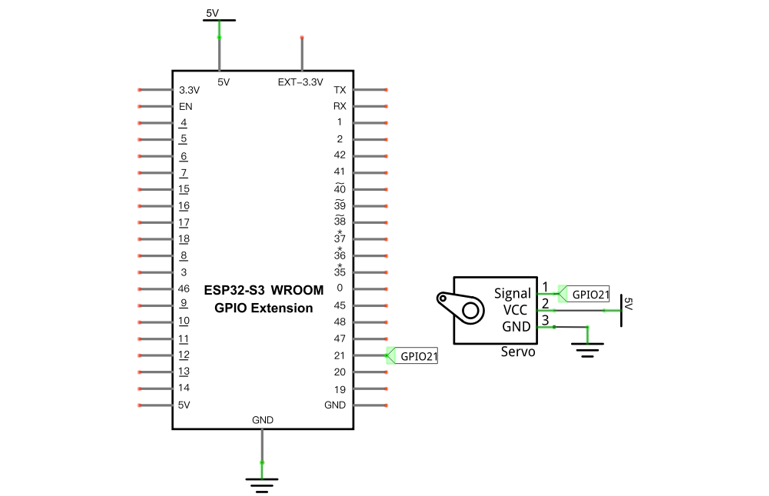 5V
5V
EXT-3.3V
3.3V
TX
EN
RX
4
1
5
2
6
42
7
41
15
40
16
39
17
38
18
*
37
8
*
36
3
*
35
46
0
9
45
10
48
11
47
12
21
13
20
14
19
5V
GND
ESP32-S3 WROOM
GPIO Extension
GND
GPIO21
Signal
1
GPIO21
VCC
2
5V
GND
3
Servo